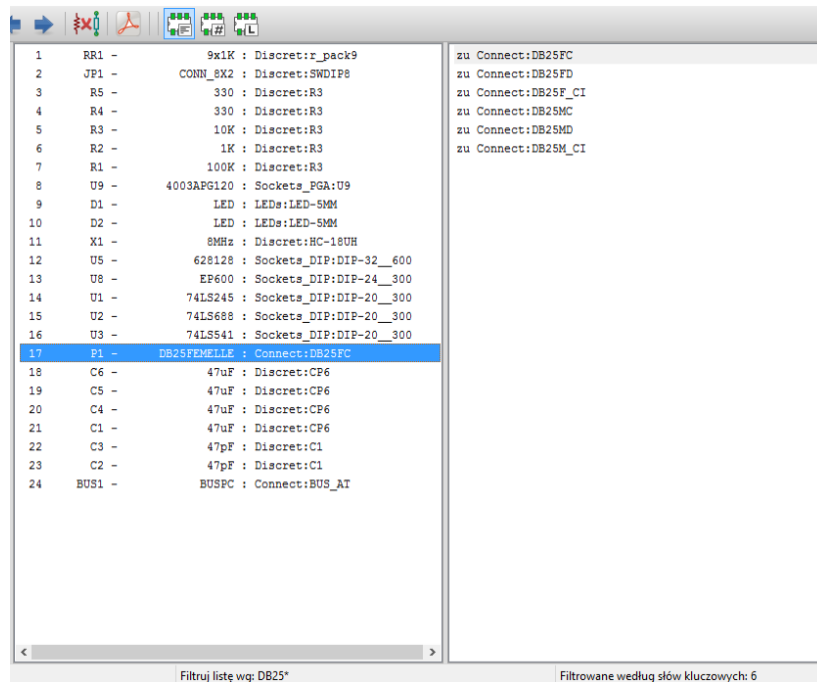 1 RR1 - 9x1K : Discret:r_pack9
2 JP1 - CONN_8X2 : Discret:SWDIP8
3 R5 - 330 : Discret:R3
4 R4 - 330 : Discret:R3
5 R3 - 10K : Discret:R3
6 R2 - 1K : Discret:R3
7 R1 - 100K : Discret:R3
8 U9 - 4003APG120 : Sockets_PGA:U9
9 D1 - LED : LEDs:LED-5MM
10 D2 - LED : LEDs:LED-5MM
11 X1 - 8MHz : Discret:HC-18UH
12 U5 - 628128 : Sockets_DIP:DIP-32__600
13 U8 - EP600 : Sockets_DIP:DIP-24__300
14 U1 - 74LS245 : Sockets_DIP:DIP-20__300
15 U2 - 74LS688 : Sockets_DIP:DIP-20__300
16 U3 - 74LS541 : Sockets_DIP:DIP-20__300
17 P1 - DB25FEMELLE : Connect:DB25FC
18 C6 - 47uF : Discret:CP6
19 C5 - 47uF : Discret:CP6
20 C4 - 47uF : Discret:CP6
21 C1 - 47uF : Discret:CP6
22 C3 - 47pF : Discret:C1
23 C2 - 47pF : Discret:C1
24 BUS1 - BUSPC : Connect:BUS_AT
zu Connect:DB25FC
zu Connect:DB25FD
zu Connect:DB25F_CI
zu Connect:DB25MC
zu Connect:DB25MD
zu Connect:DB25M_CI
Filtruj listę wg: DB25*
Filtrowane według słów kluczowych: 6